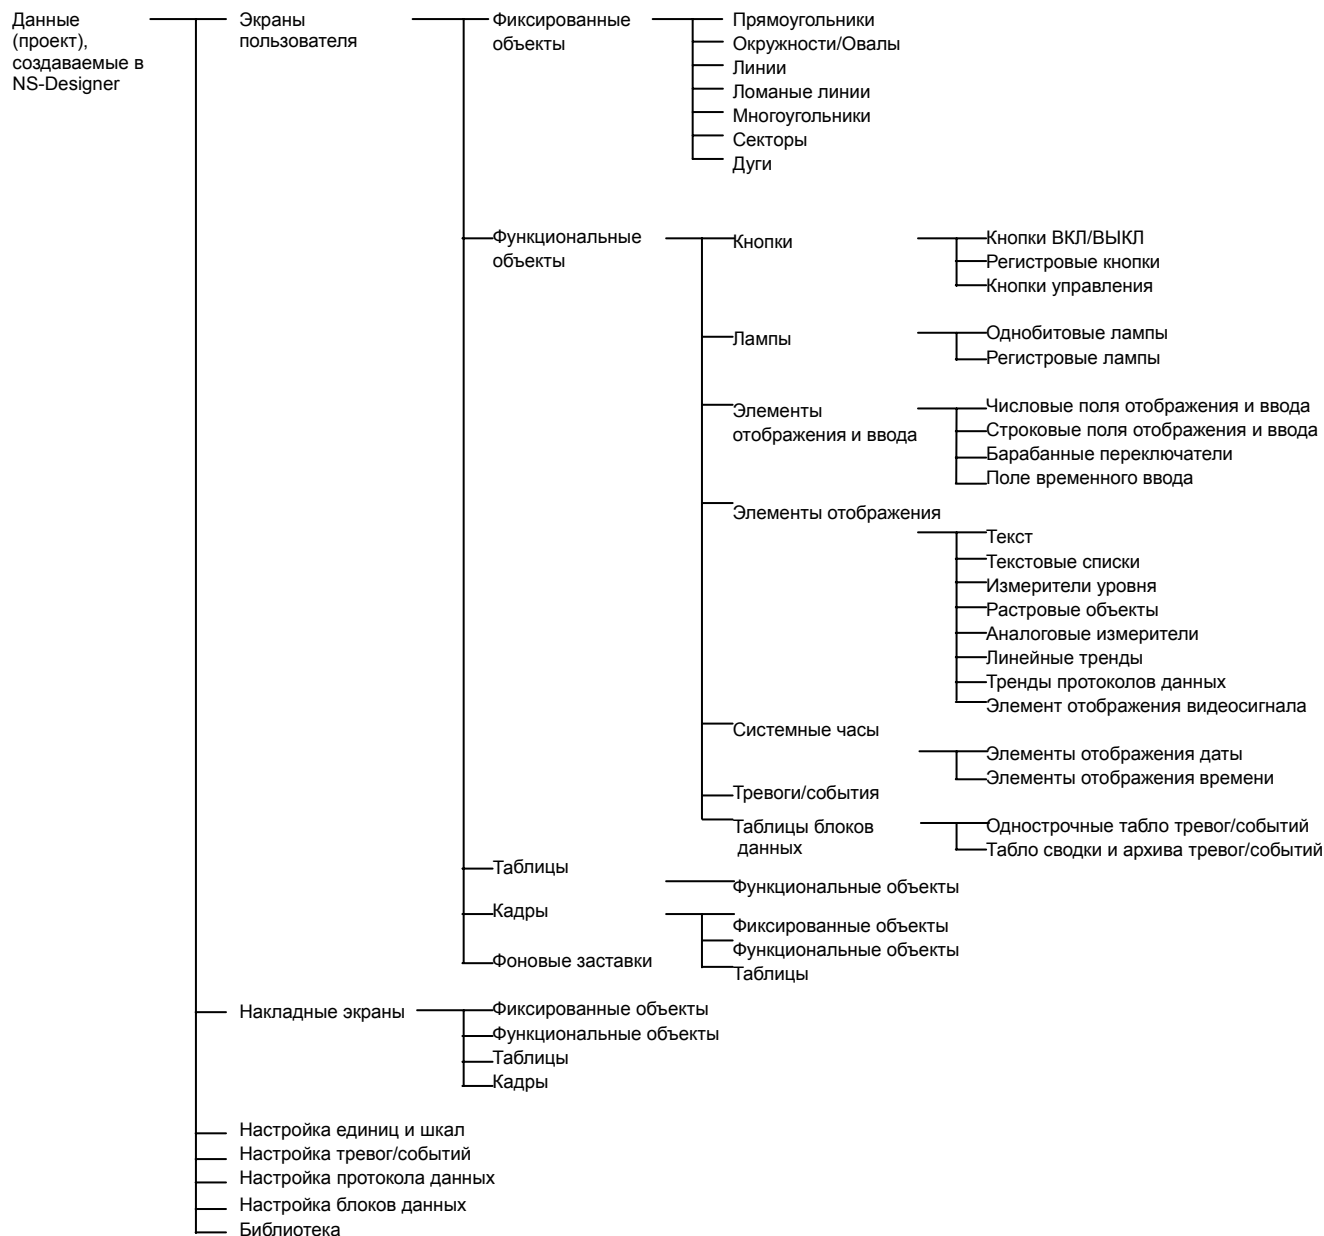 Данные
(проект),
создаваемые в
NS-Designer
Экраны
пользователя
Фиксированные
объекты
Прямоугольники
Окружности/Овалы
Линии
Ломаные линии
Многоугольники
Секторы
Дуги
Функциональные
объекты
Кнопки
Кнопки ВКЛ/ВЫКЛ
Регистровые кнопки
Кнопки управления
Лампы
Однобитовые лампы
Регистровые лампы
Элементы
отображения и ввода
Числовые поля отображения и ввода
Строковые поля отображения и ввода
Барабанные переключатели
Поле временного ввода
Элементы отображения
Текст
Текстовые списки
Измерители уровня
Растровые объекты
Аналоговые измерители
Линейные тренды
Тренды протоколов данных
Элемент отображения видеосигнала
Системные часы
Элементы отображения даты
Элементы отображения времени
Тревоги/события
Таблицы блоков
данных
Однострочные табло тревог/событий
Табло сводки и архива тревог/событий
Таблицы
Функциональные объекты
Кадры
Фиксированные объекты
Функциональные объекты
Таблицы
Фоновые заставки
Накладные экраны
Фиксированные объекты
Функциональные объекты
Таблицы
Кадры
Настройка единиц и шкал
Настройка тревог/событий
Настройка протокола данных
Настройка блоков данных
Библиотека